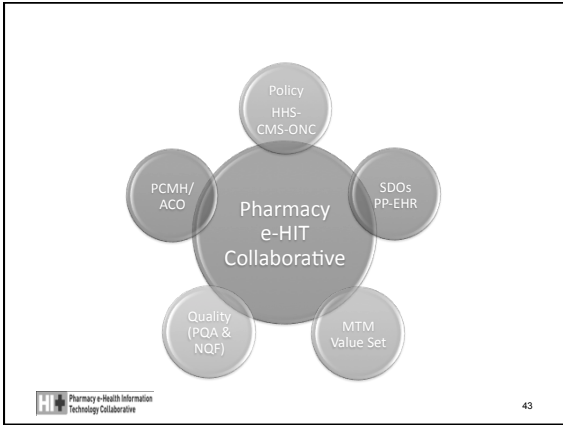 Policy
HHS-
CMS-ONC
PCMH/
ACO
SDOs
PP-EHR
Pharmacy
e-HIT
Collaborative
Quality
(PQA &
NQF)
MTM
Value Set
HI
Pharmacy e-Health Information
Technology Collaborative
43